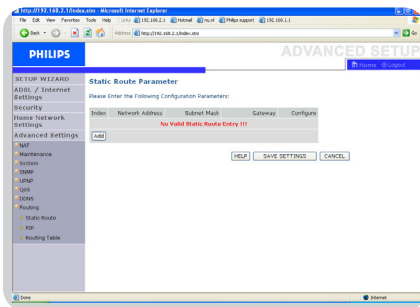 http://192.168.2.1/index.stm - Microsoft Internet Explorer
File Edit View Favorites Tools Help Links 192.168.2.1 Hotmail nu.nl Philips support 192.168.1.1
Back
Address http://192.168.2.1/index.stm Go
PHILIPS
ADVANCED SETUP
Home Logout
SETUP WIZARD
ADSL / Internet
Settings
Security
Home Network
Settings
Advanced Settings
NAT
Maintenance
System
SNMP
UPNP
QoS
DDNS
Routing
Static Route
RIP
Routing Table
Static Route Parameter
Please Enter the Following Configuration Parameters:
Index Network Address Subnet Mask Gateway Configure
No Valid Static Route Entry !!!
Add
HELP SAVE SETTINGS CANCEL
Done Internet